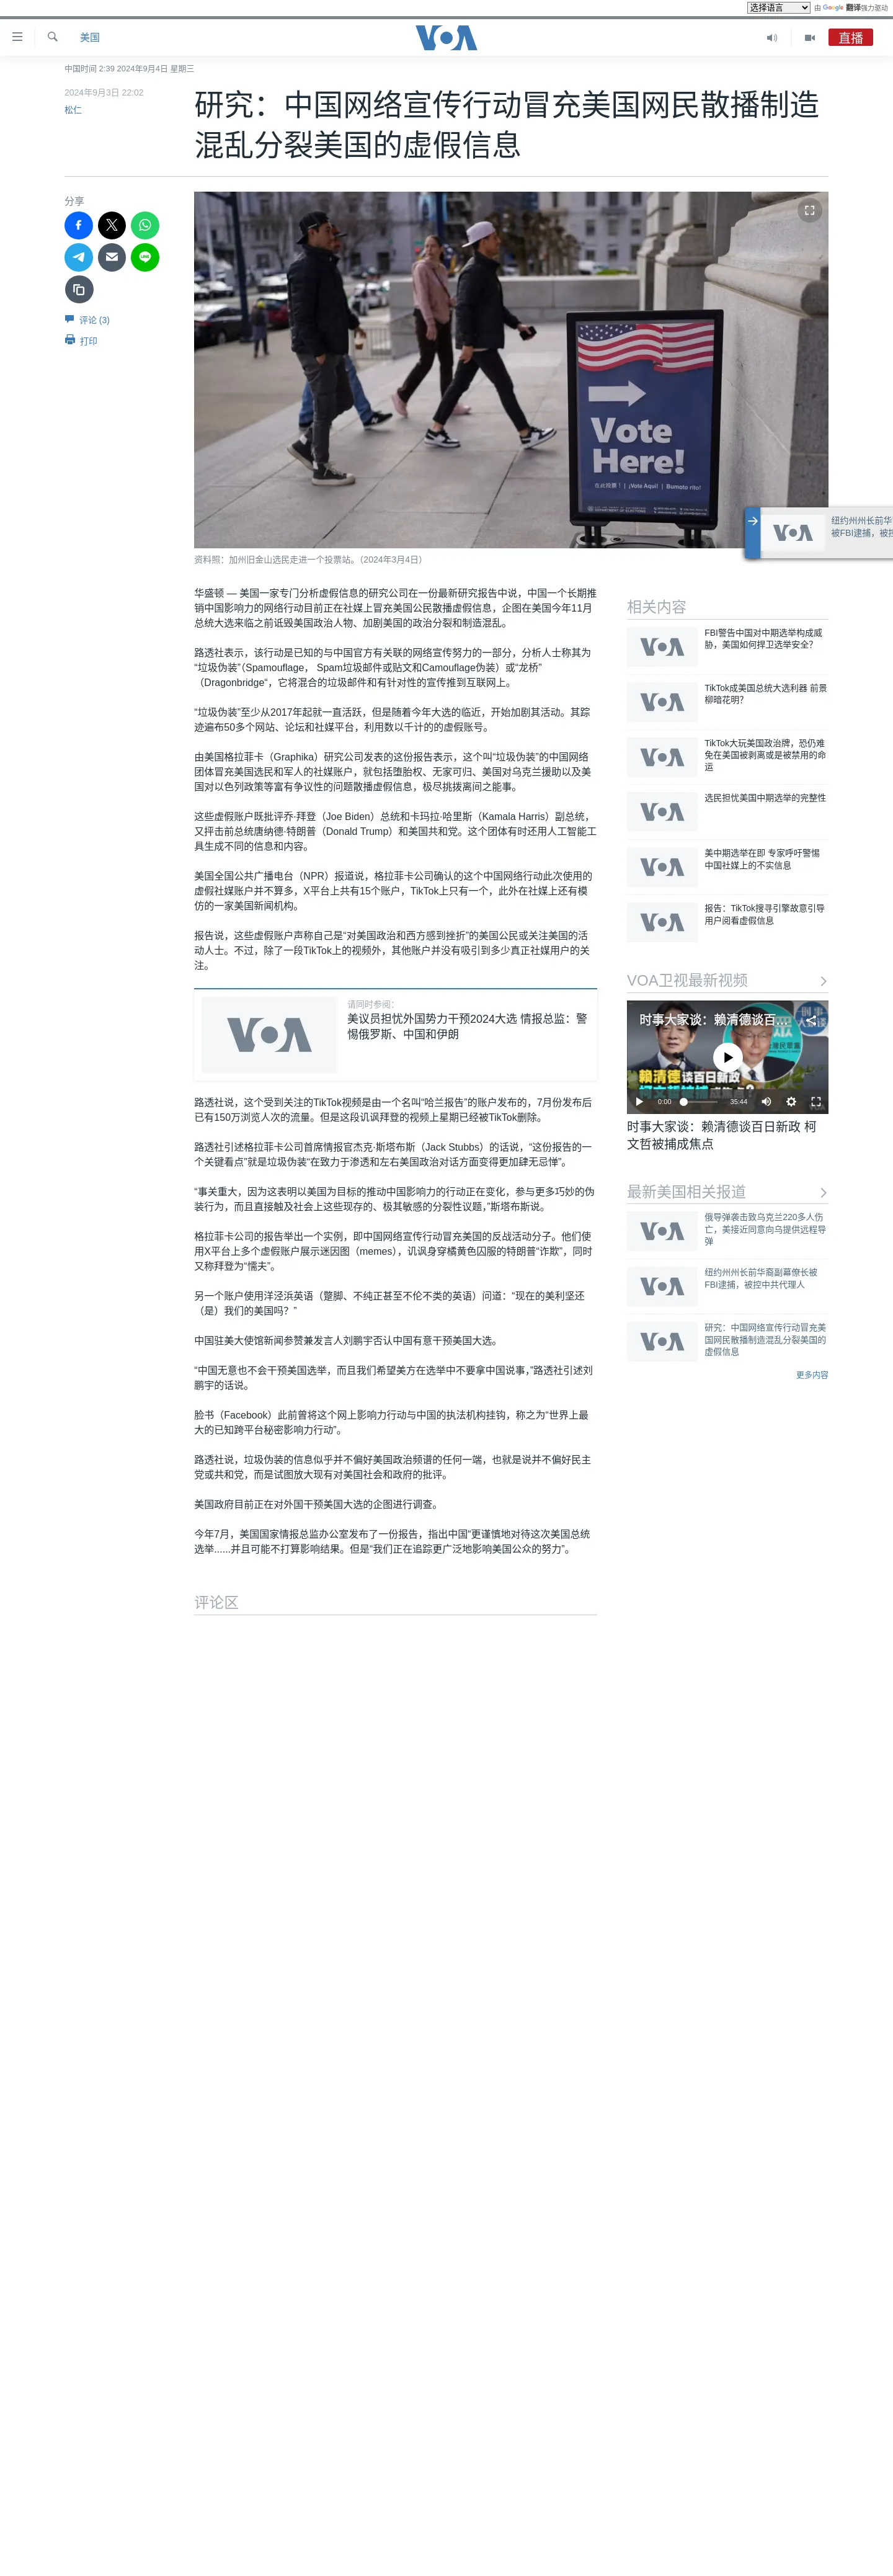 选择语言 由 Google 翻译强力驱动
美国
VOA
直播
中国时间 2:39 2024年9月4日 星期三
2024年9月3日 22:02
松仁
研究：中国网络宣传行动冒充美国网民散播制造
混乱分裂美国的虚假信息
分享
评论 (3)
打印
Vote
Here!
在此投票！ | ¡Vote Aquí! | Bumoto rito!
资料照：加州旧金山选民走进一个投票站。（2024年3月4日）
VOA
纽约州州长前华
被FBI逮捕，被控
华盛顿 — 美国一家专门分析虚假信息的研究公司在一份最新研究报告中说，中国一个长期推
销中国影响力的网络行动目前正在社媒上冒充美国公民散播虚假信息，企图在美国今年11月
总统大选来临之前诋毁美国政治人物、加剧美国的政治分裂和制造混乱。
路透社表示，该行动是已知的与中国官方有关联的网络宣传努力的一部分，分析人士称其为
“垃圾伪装”（Spamouflage， Spam垃圾邮件或贴文和Camouflage伪装）或“龙桥”
（Dragonbridge“，它将混合的垃圾邮件和有针对性的宣传推到互联网上。
“垃圾伪装”至少从2017年起就一直活跃，但是随着今年大选的临近，开始加剧其活动。其踪
迹遍布50多个网站、论坛和社媒平台，利用数以千计的的虚假账号。
由美国格拉菲卡（Graphika）研究公司发表的这份报告表示，这个叫“垃圾伪装”的中国网络
团体冒充美国选民和军人的社媒账户，就包括堕胎权、无家可归、美国对乌克兰援助以及美
国对以色列政策等富有争议性的问题散播虚假信息，极尽挑拨离间之能事。
这些虚假账户既批评乔·拜登（Joe Biden）总统和卡玛拉·哈里斯（Kamala Harris）副总统，
又抨击前总统唐纳德·特朗普（Donald Trump）和美国共和党。这个团体有时还用人工智能工
具生成不同的信息和内容。
美国全国公共广播电台（NPR）报道说，格拉菲卡公司确认的这个中国网络行动此次使用的
虚假社媒账户并不算多，X平台上共有15个账户，TikTok上只有一个，此外在社媒上还有模
仿的一家美国新闻机构。
报告说，这些虚假账户声称自己是“对美国政治和西方感到挫折”的美国公民或关注美国的活
动人士。不过，除了一段TikTok上的视频外，其他账户并没有吸引到多少真正社媒用户的关
注。
VOA
请同时参阅：
美议员担忧外国势力干预2024大选 情报总监：警
惕俄罗斯、中国和伊朗
路透社说，这个受到关注的TikTok视频是由一个名叫“哈兰报告”的账户发布的，7月份发布后
已有150万浏览人次的流量。但是这段讥讽拜登的视频上星期已经被TikTok删除。
路透社引述格拉菲卡公司首席情报官杰克·斯塔布斯（Jack Stubbs）的话说，“这份报告的一
个关键看点”就是垃圾伪装“在致力于渗透和左右美国政治对话方面变得更加肆无忌惮”。
“事关重大，因为这表明以美国为目标的推动中国影响力的行动正在变化，参与更多巧妙的伪
装行为，而且直接触及社会上这些现存的、极其敏感的分裂性议题，”斯塔布斯说。
格拉菲卡公司的报告举出一个实例，即中国网络宣传行动冒充美国的反战活动分子。他们使
用X平台上多个虚假账户展示迷因图（memes），讥讽身穿橘黄色囚服的特朗普“诈欺”，同时
又称拜登为“懦夫”。
另一个账户使用洋泾浜英语（蹩脚、不纯正甚至不伦不类的英语）问道：“现在的美利坚还
（是）我们的美国吗？”
中国驻美大使馆新闻参赞兼发言人刘鹏宇否认中国有意干预美国大选。
“中国无意也不会干预美国选举，而且我们希望美方在选举中不要拿中国说事，”路透社引述刘
鹏宇的话说。
脸书（Facebook）此前曾将这个网上影响力行动与中国的执法机构挂钩，称之为“世界上最
大的已知跨平台秘密影响力行动”。
路透社说，垃圾伪装的信息似乎并不偏好美国政治频谱的任何一端，也就是说并不偏好民主
党或共和党，而是试图放大现有对美国社会和政府的批评。
美国政府目前正在对外国干预美国大选的企图进行调查。
今年7月，美国国家情报总监办公室发布了一份报告，指出中国“更谨慎地对待这次美国总统
选举......并且可能不打算影响结果。但是“我们正在追踪更广泛地影响美国公众的努力”。
评论区
相关内容
VOA
FBI警告中国对中期选举构成威
胁，美国如何捍卫选举安全？
VOA
TikTok成美国总统大选利器 前景
柳暗花明？
VOA
TikTok大玩美国政治牌，恐仍难
免在美国被剥离或是被禁用的命
运
VOA
选民担忧美国中期选举的完整性
VOA
美中期选举在即 专家呼吁警惕
中国社媒上的不实信息
VOA
报告：TikTok搜寻引擎故意引导
用户阅看虚假信息
VOA卫视最新视频
时事大家谈：赖清德谈百...
賴清德談百日新政
0:00
35:44
时事大家谈：赖清德谈百日新政 柯
文哲被捕成焦点
最新美国相关报道
VOA
俄导弹袭击致乌克兰220多人伤
亡，美接近同意向乌提供远程导
弹
VOA
纽约州州长前华裔副幕僚长被
FBI逮捕，被控中共代理人
VOA
研究：中国网络宣传行动冒充美
国网民散播制造混乱分裂美国的
虚假信息
更多内容